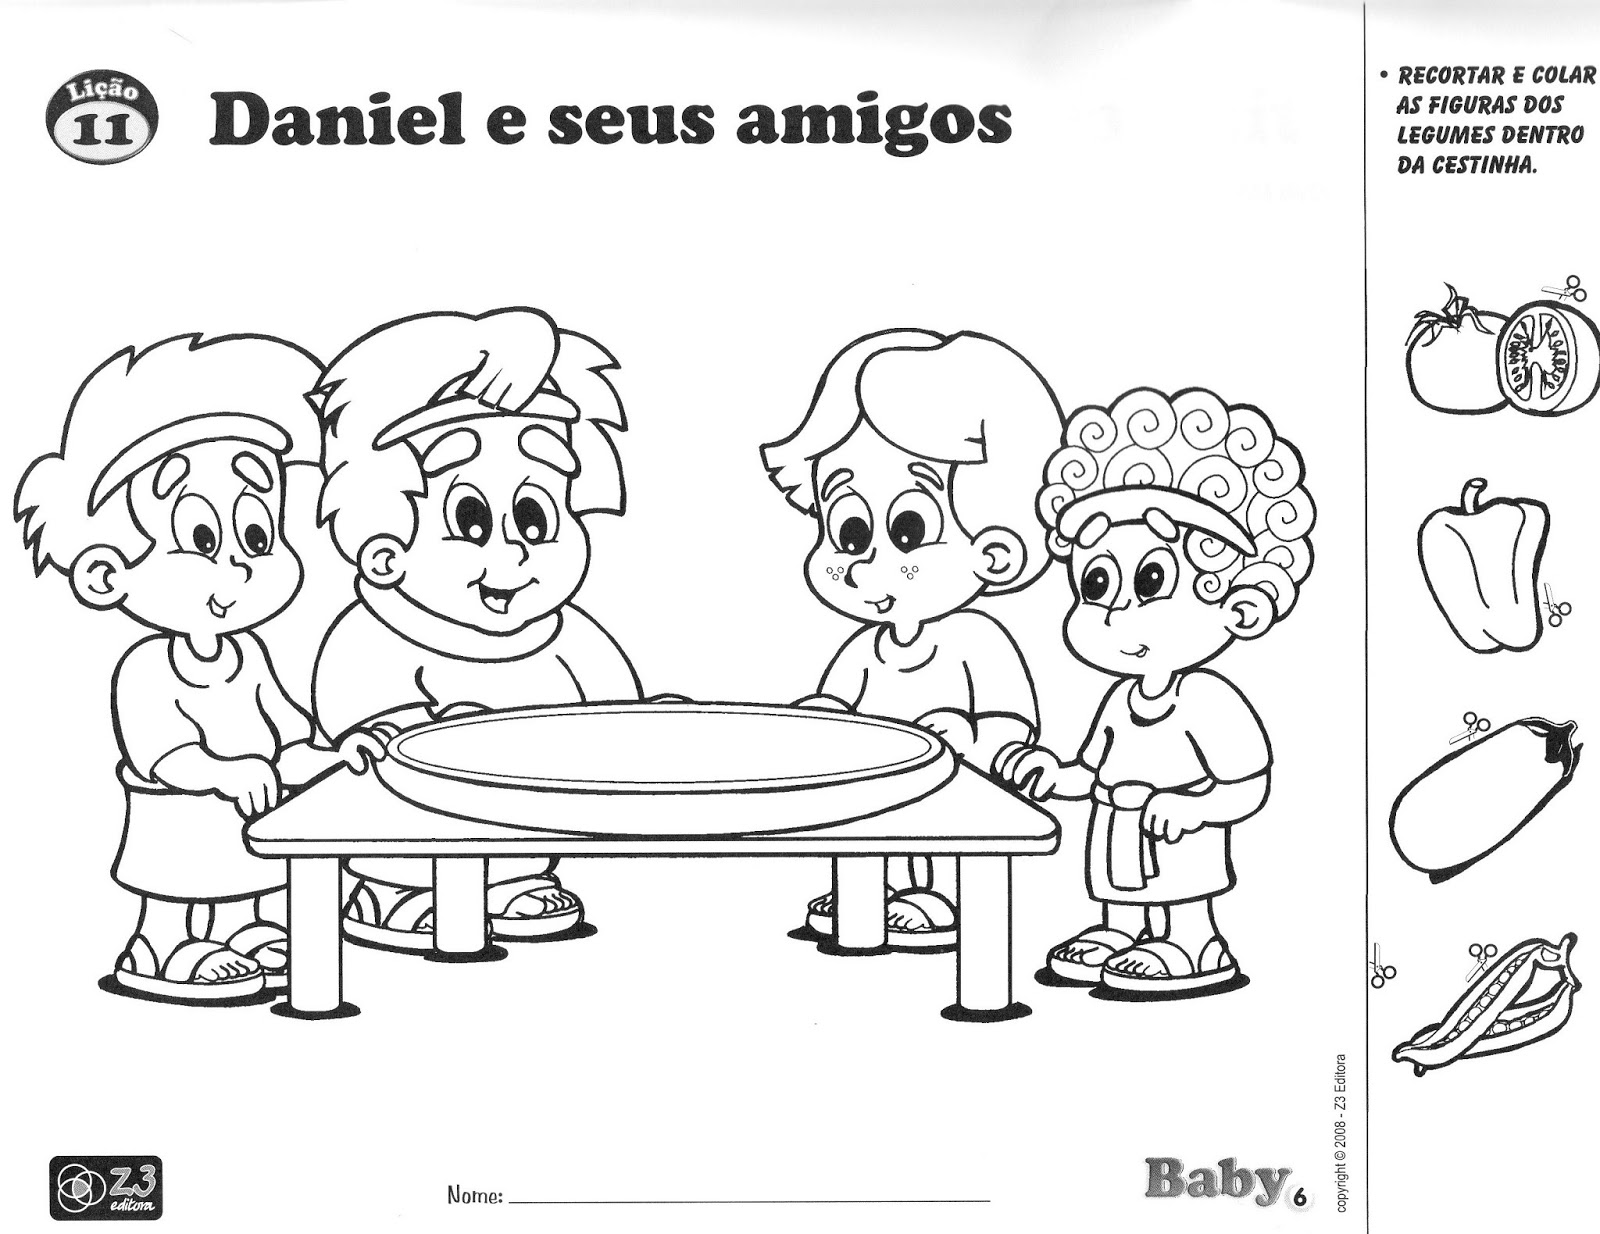 Lição
11
Daniel e seus amigos
• RECORTAR E COLAR
AS FIGURAS DOS
LEGUMES DENTRO
DA CESTINHA.
Z3
editora
Nome:
Baby 6
copyright © 2008 - Z3 Editora